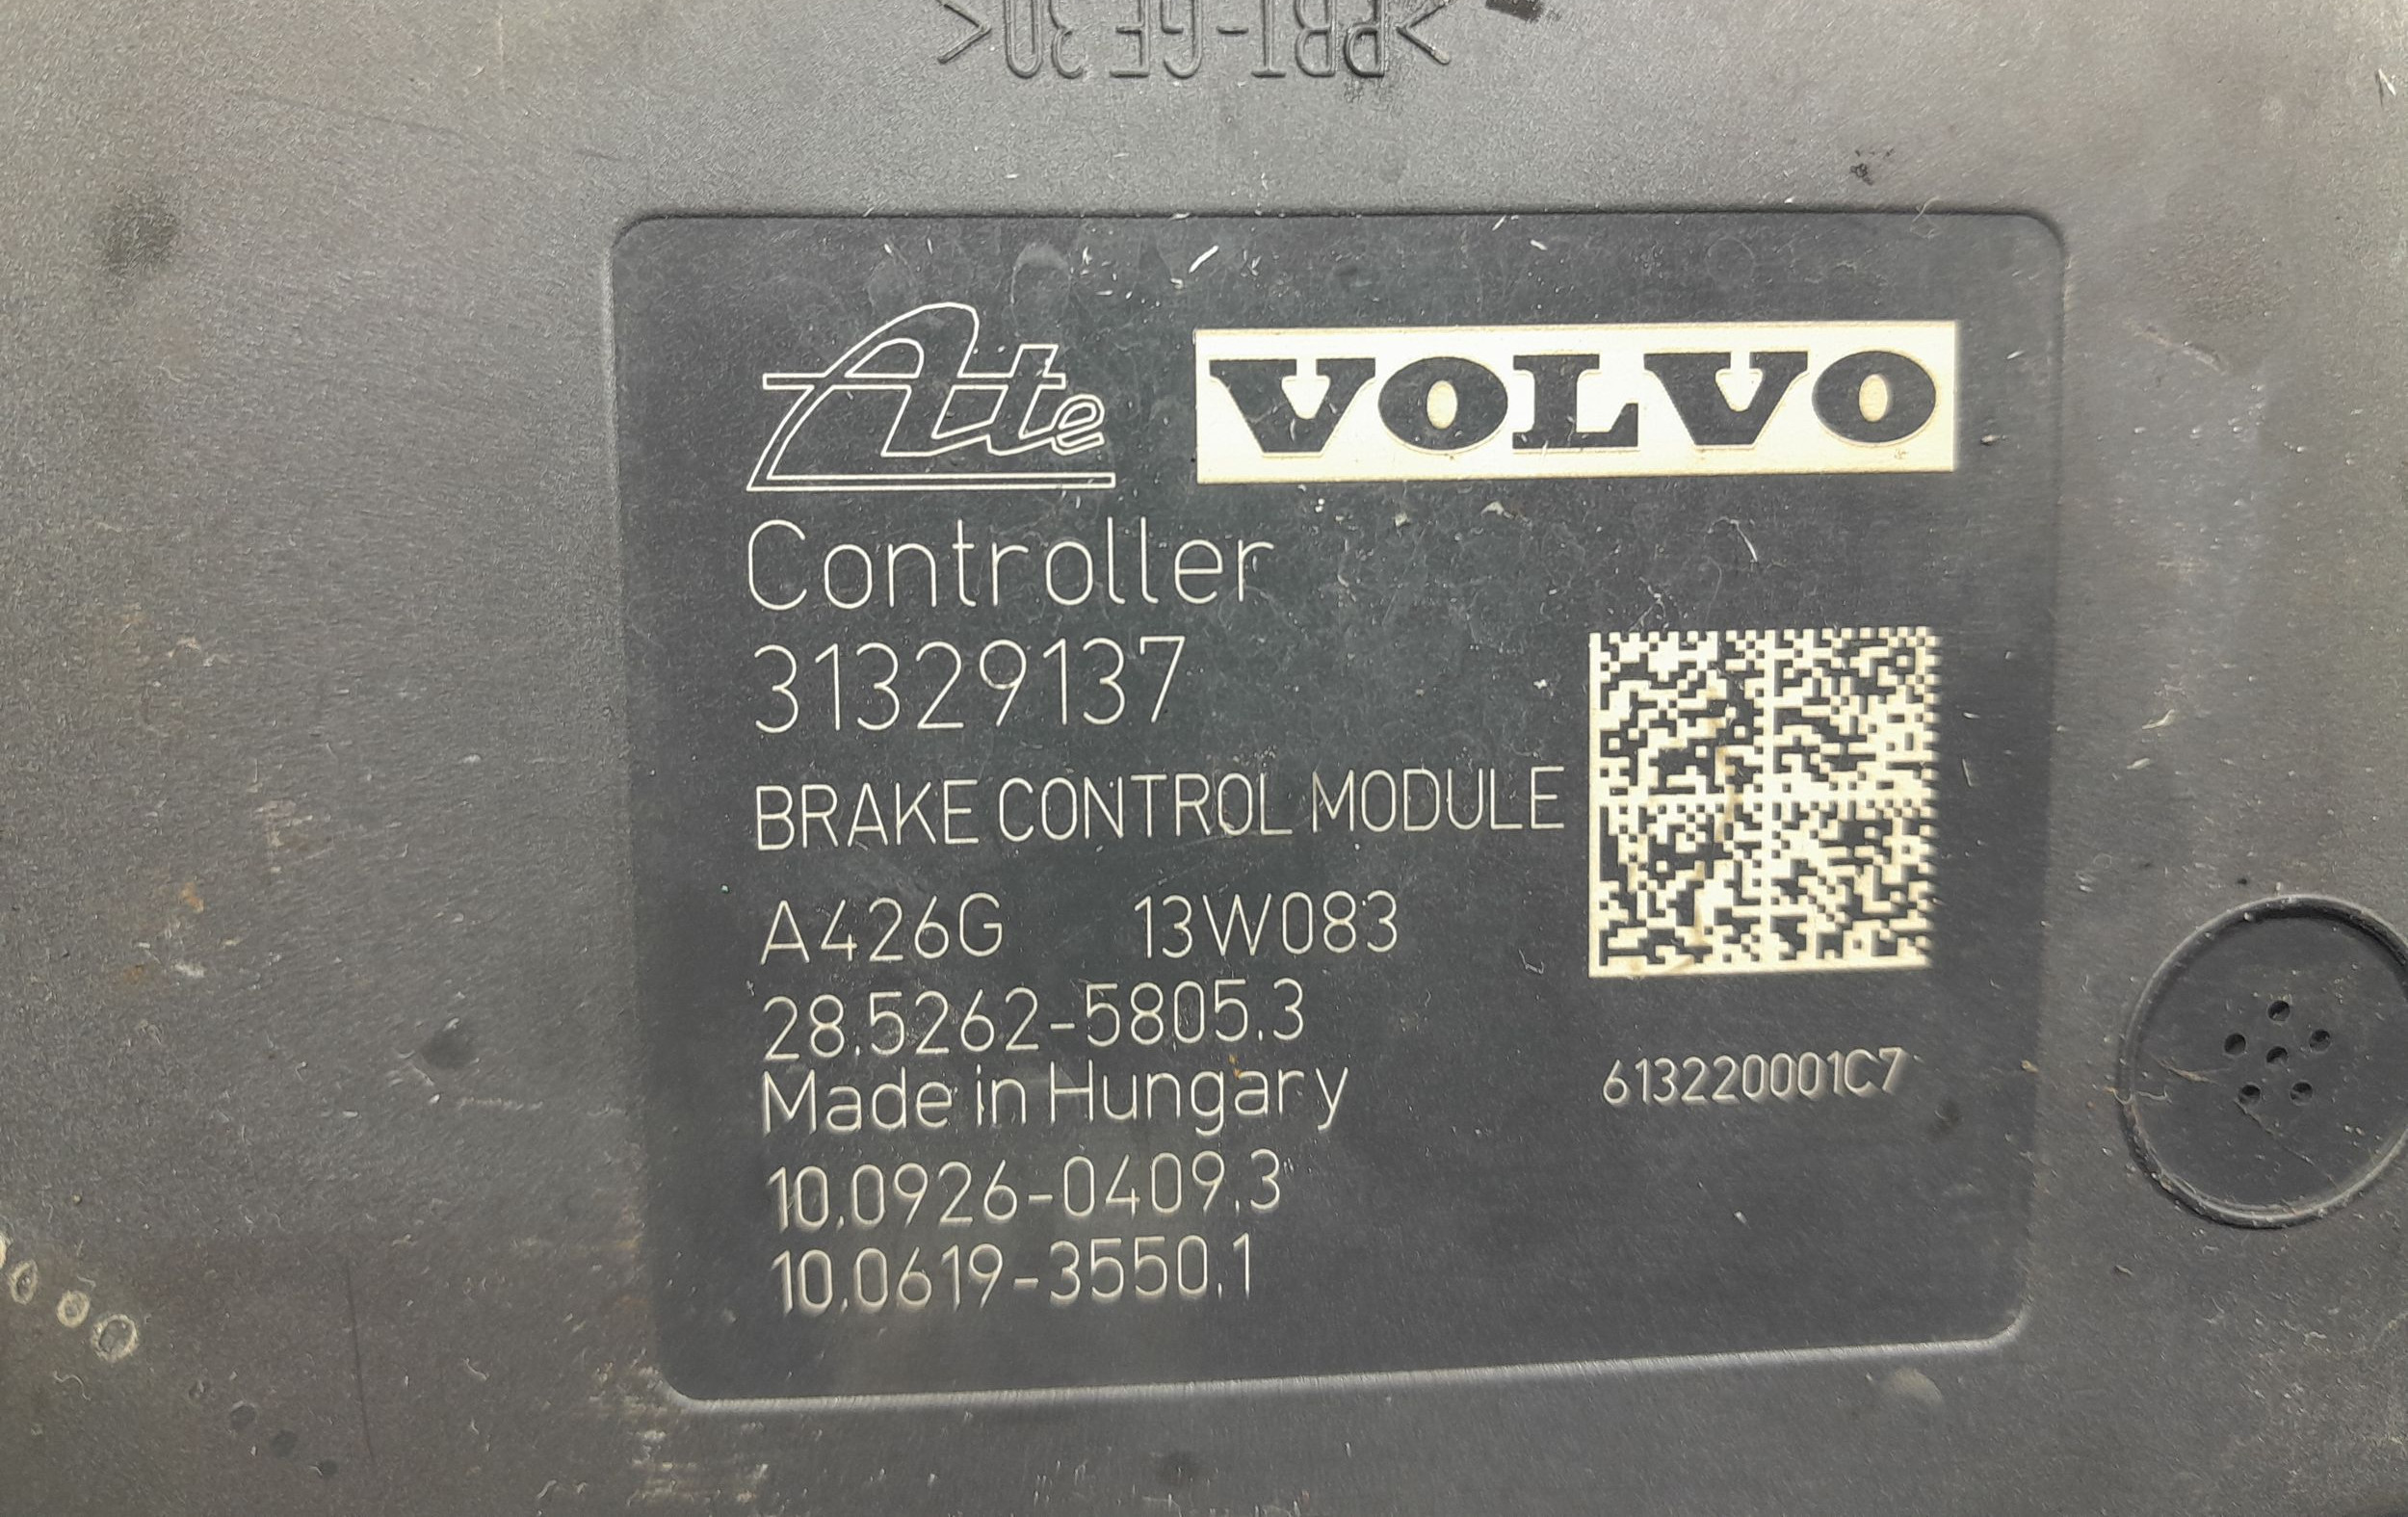 >PBT-GF30<
Ate VOLVO
Controller
31329137
BRAKE CONTROL MODULE
A426G 13W083
28.5262-5805.3
Made in Hungary
613220001C7
10.0926-0409.3
10.0619-3550.1